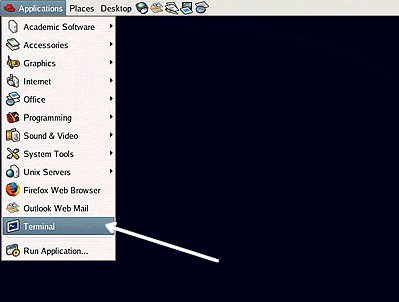 Applications Places Desktop
Academic Software
Accessories
Graphics
Internet
Office
Programming
Sound & Video
System Tools
Unix Servers
Firefox Web Browser
Outlook Web Mail
Terminal
Run Application...